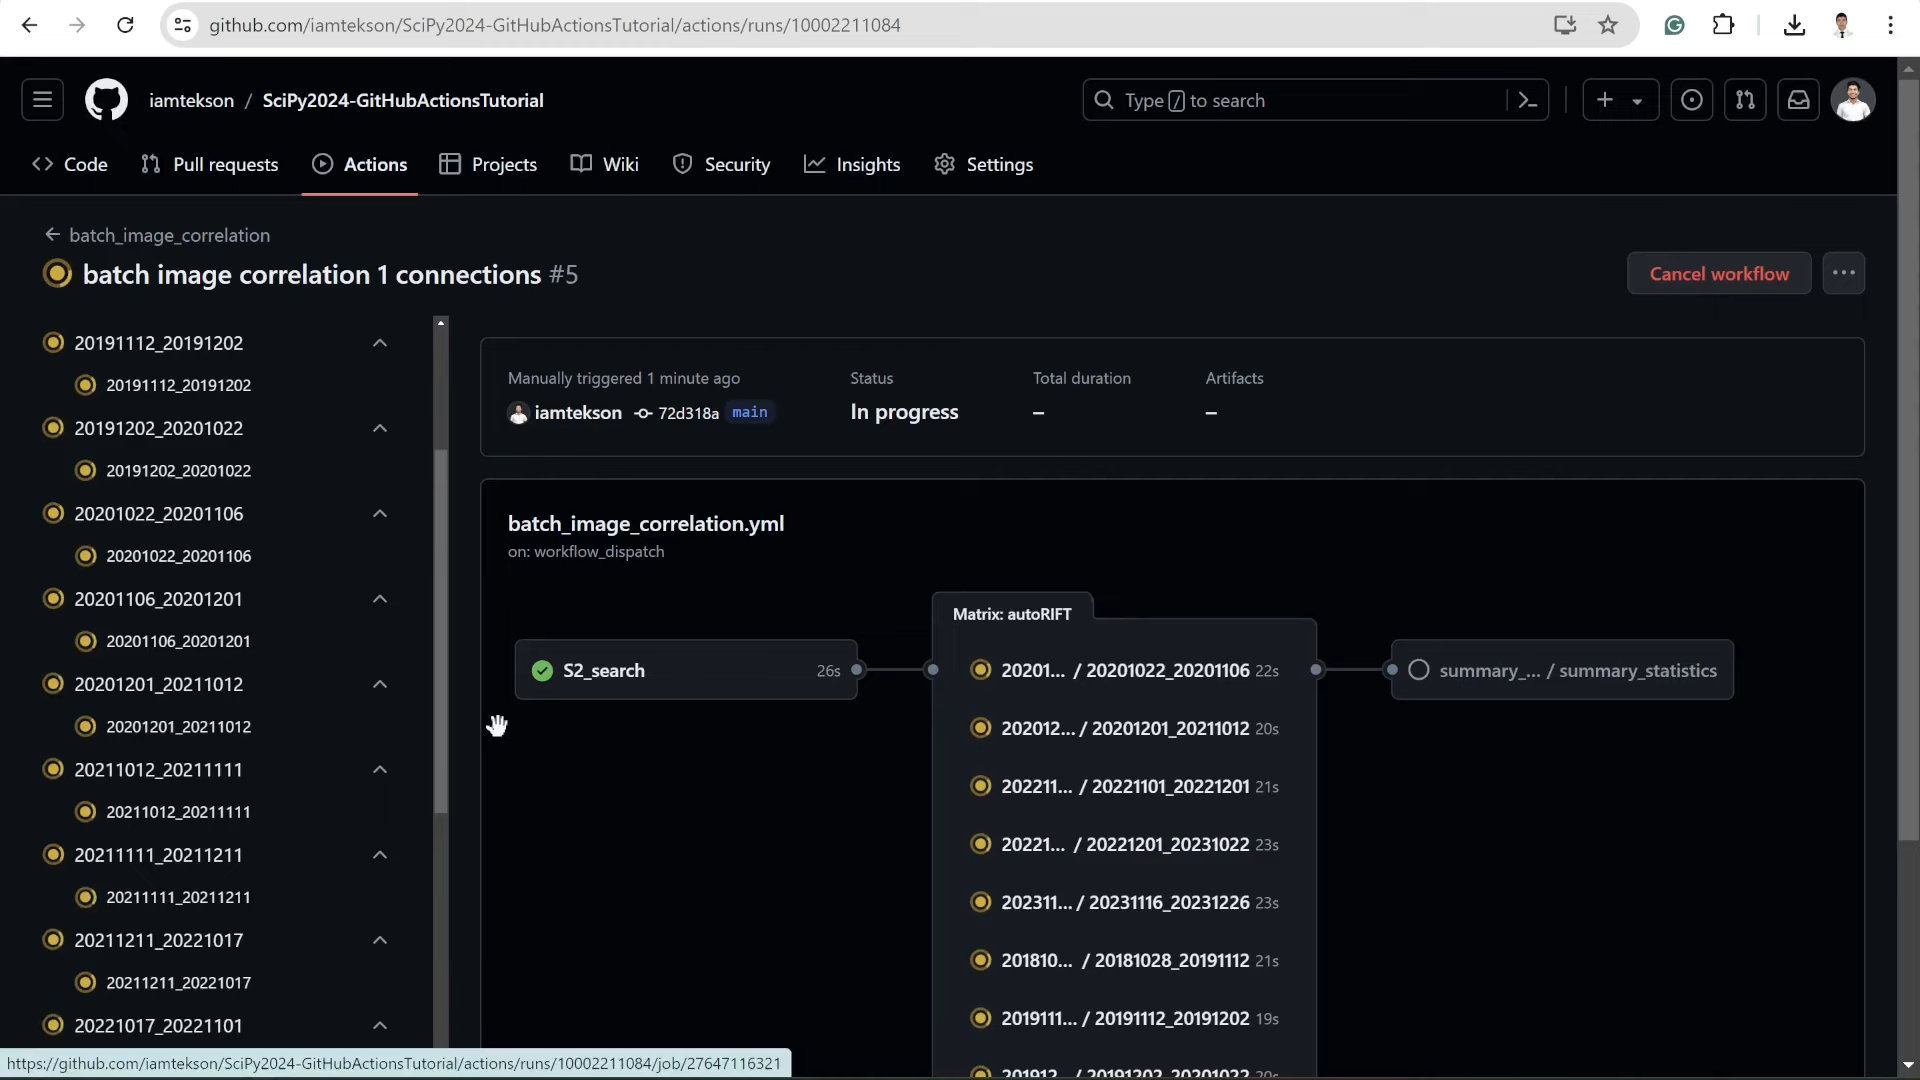 github.com/iamtekson/SciPy2024-GitHubActionsTutorial/actions/runs/10002211084
iamtekson / SciPy2024-GitHubActionsTutorial
Type / to search
Code Pull requests Actions Projects Wiki Security Insights Settings
batch_image_correlation
batch image correlation 1 connections #5
Cancel workflow
20191112_20191202
20191112_20191202
20191202_20201022
20191202_20201022
20201022_20201106
20201022_20201106
20201106_20201201
20201106_20201201
20201201_20211012
20201201_20211012
20211012_20211111
20211012_20211111
20211111_20211211
20211111_20211211
20211211_20221017
20211211_20221017
20221017_20221101
Manually triggered 1 minute ago
iamtekson 72d318a main
Status
In progress
Total duration
–
Artifacts
–
batch_image_correlation.yml
on: workflow_dispatch
S2_search 26s
Matrix: autoRIFT
20201... / 20201022_20201106 22s
202012... / 20201201_20211012 20s
202211... / 20221101_20221201 21s
20221... / 20221201_20231022 23s
202311... / 20231116_20231226 23s
201810... / 20181028_20191112 21s
2019111... / 20191112_20191202 19s
201912... / 20191202_20201022 20s
summary_... / summary_statistics
https://github.com/iamtekson/SciPy2024-GitHubActionsTutorial/actions/runs/10002211084/job/27647116321